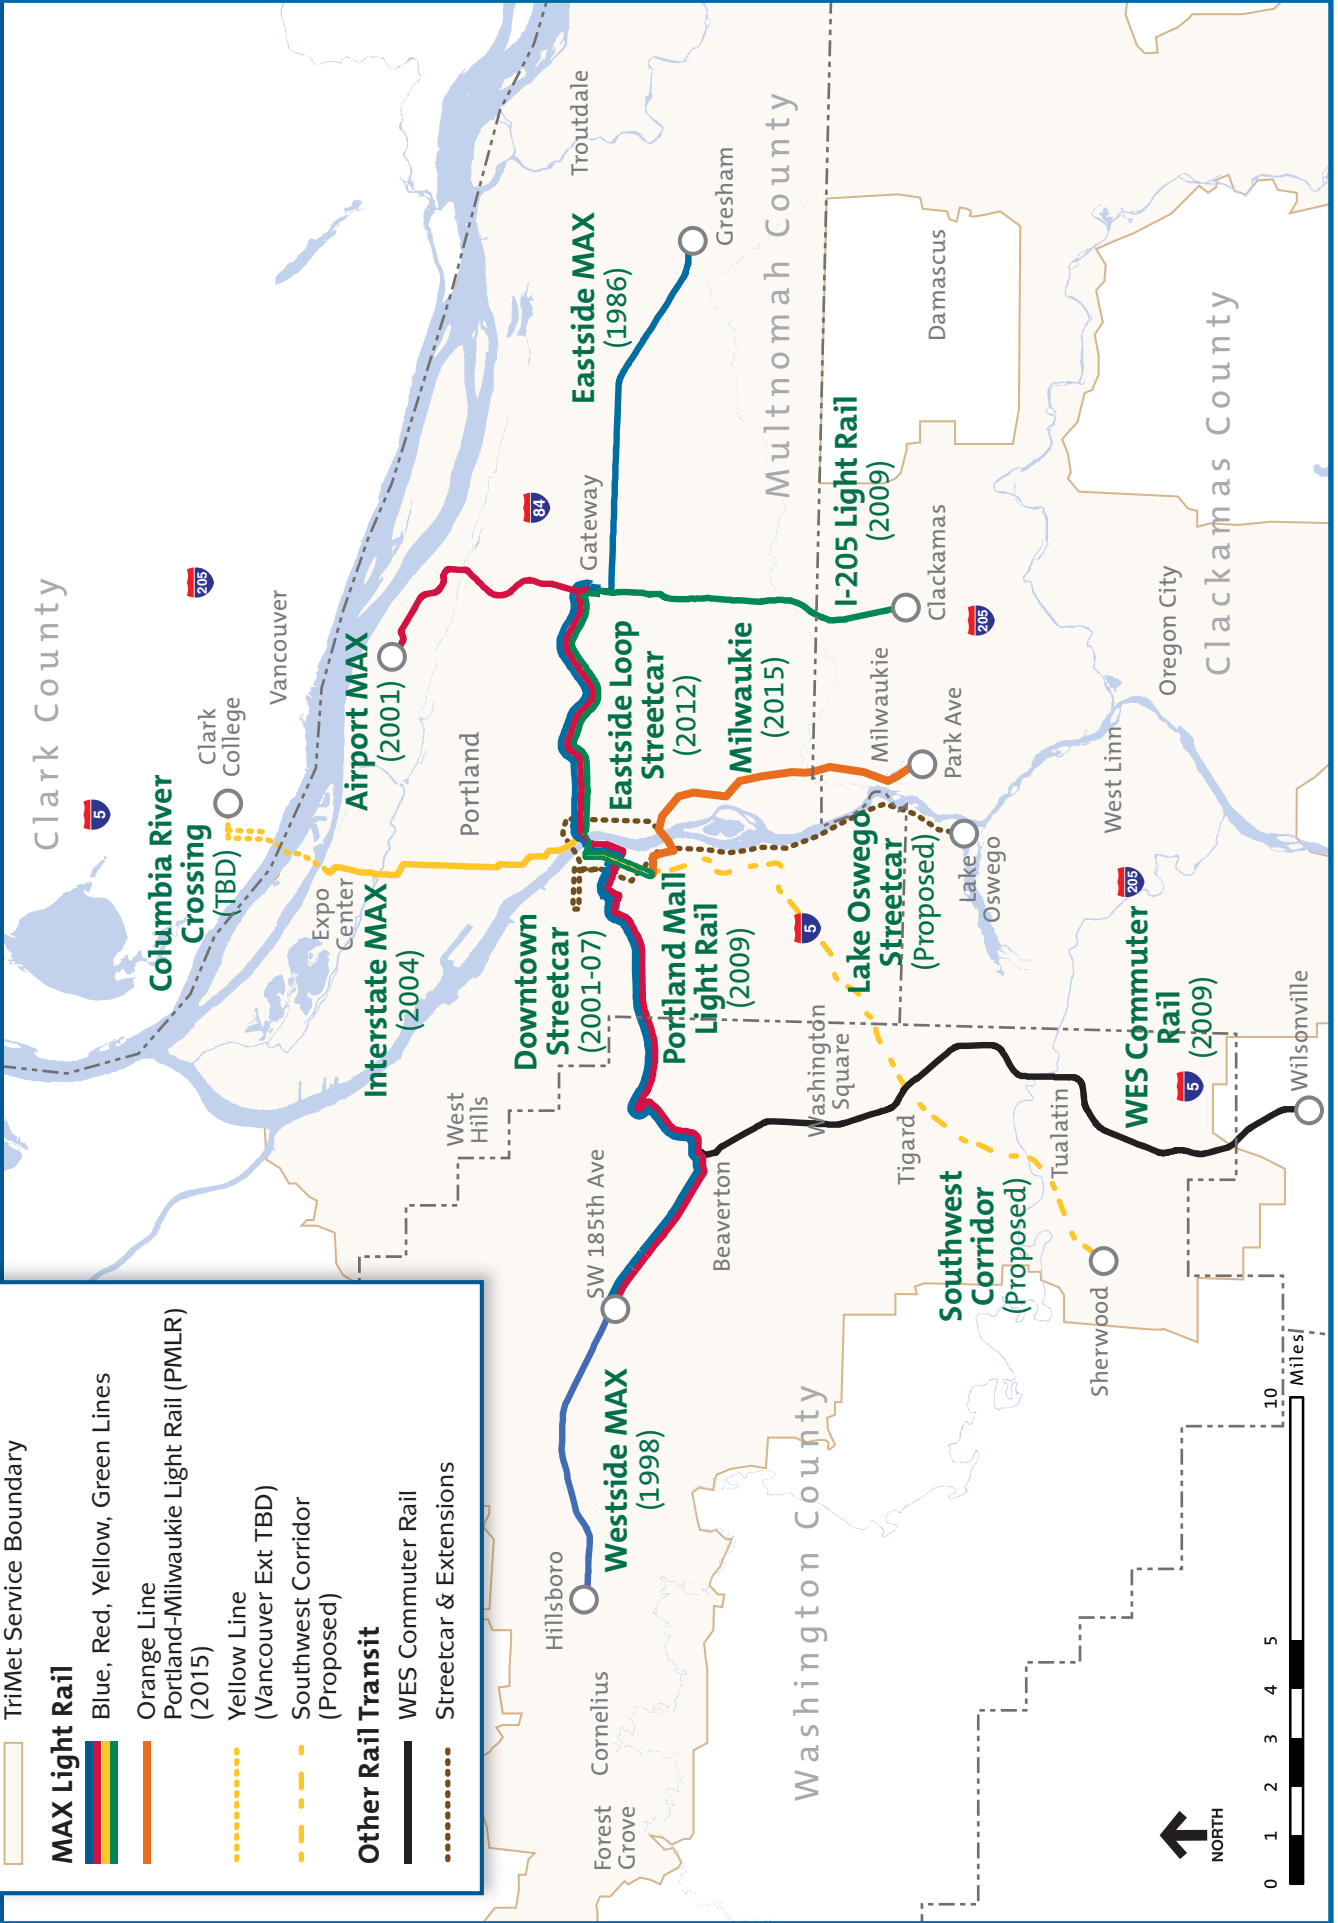 TriMet Service Boundary
MAX Light Rail
Blue, Red, Yellow, Green Lines
Orange Line
Portland-Milwaukie Light Rail (PMLR)
(2015)
Yellow Line
(Vancouver Ext TBD)
Southwest Corridor
(Proposed)
Other Rail Transit
WES Commuter Rail
Streetcar & Extensions
Clark County
5
205
Columbia River
Crossing
(TBD)
Clark
College
Vancouver
Expo
Center
Airport MAX
(2001)
Interstate MAX
(2004)
Portland
84
Troutdale
West
Hills
Downtown
Streetcar
(2001-07)
Gateway
Eastside MAX
(1986)
Gresham
Hillsboro
SW 185th Ave
Westside MAX
(1998)
Forest
Grove
Cornelius
Eastside Loop
Streetcar
(2012)
Portland Mall
Light Rail
(2009)
Milwaukie
(2015)
Beaverton
Multnomah County
Washington County
Washington
Square
5
I-205 Light Rail
(2009)
Lake Oswego
Streetcar
(Proposed)
Milwaukie
Park Ave
Clackamas
Damascus
205
Tigard
Lake
Oswego
Southwest
Corridor
(Proposed)
Tualatin
Sherwood
West Linn
205
Oregon City
Clackamas County
WES Commuter
Rail
(2009)
5
Wilsonville
NORTH
0 1 2 3 4 5 10
Miles